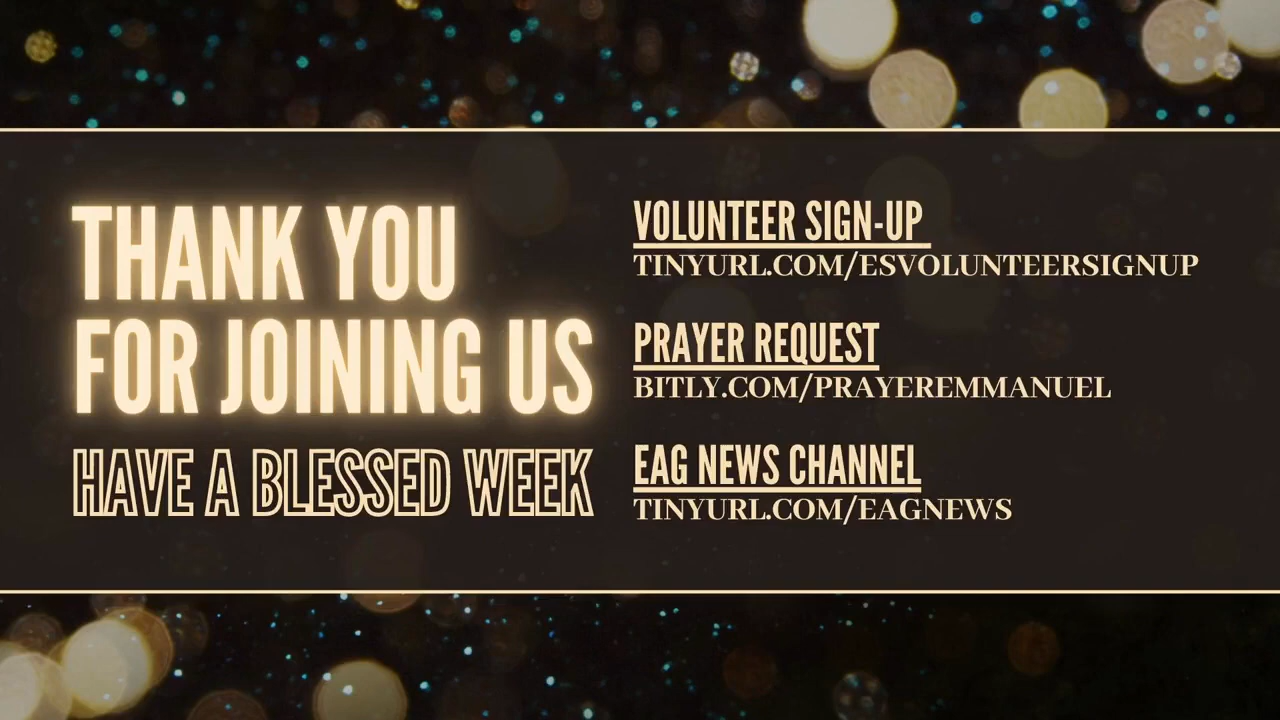 THANK YOU
FOR JOINING US
HAVE A BLESSED WEEK
VOLUNTEER SIGN-UP
TINYURL.COM/ESVOLUNTEERSIGNUP
PRAYER REQUEST
BITLY.COM/PRAYEREMMANUEL
EAG NEWS CHANNEL
TINYURL.COM/EAGNEWS